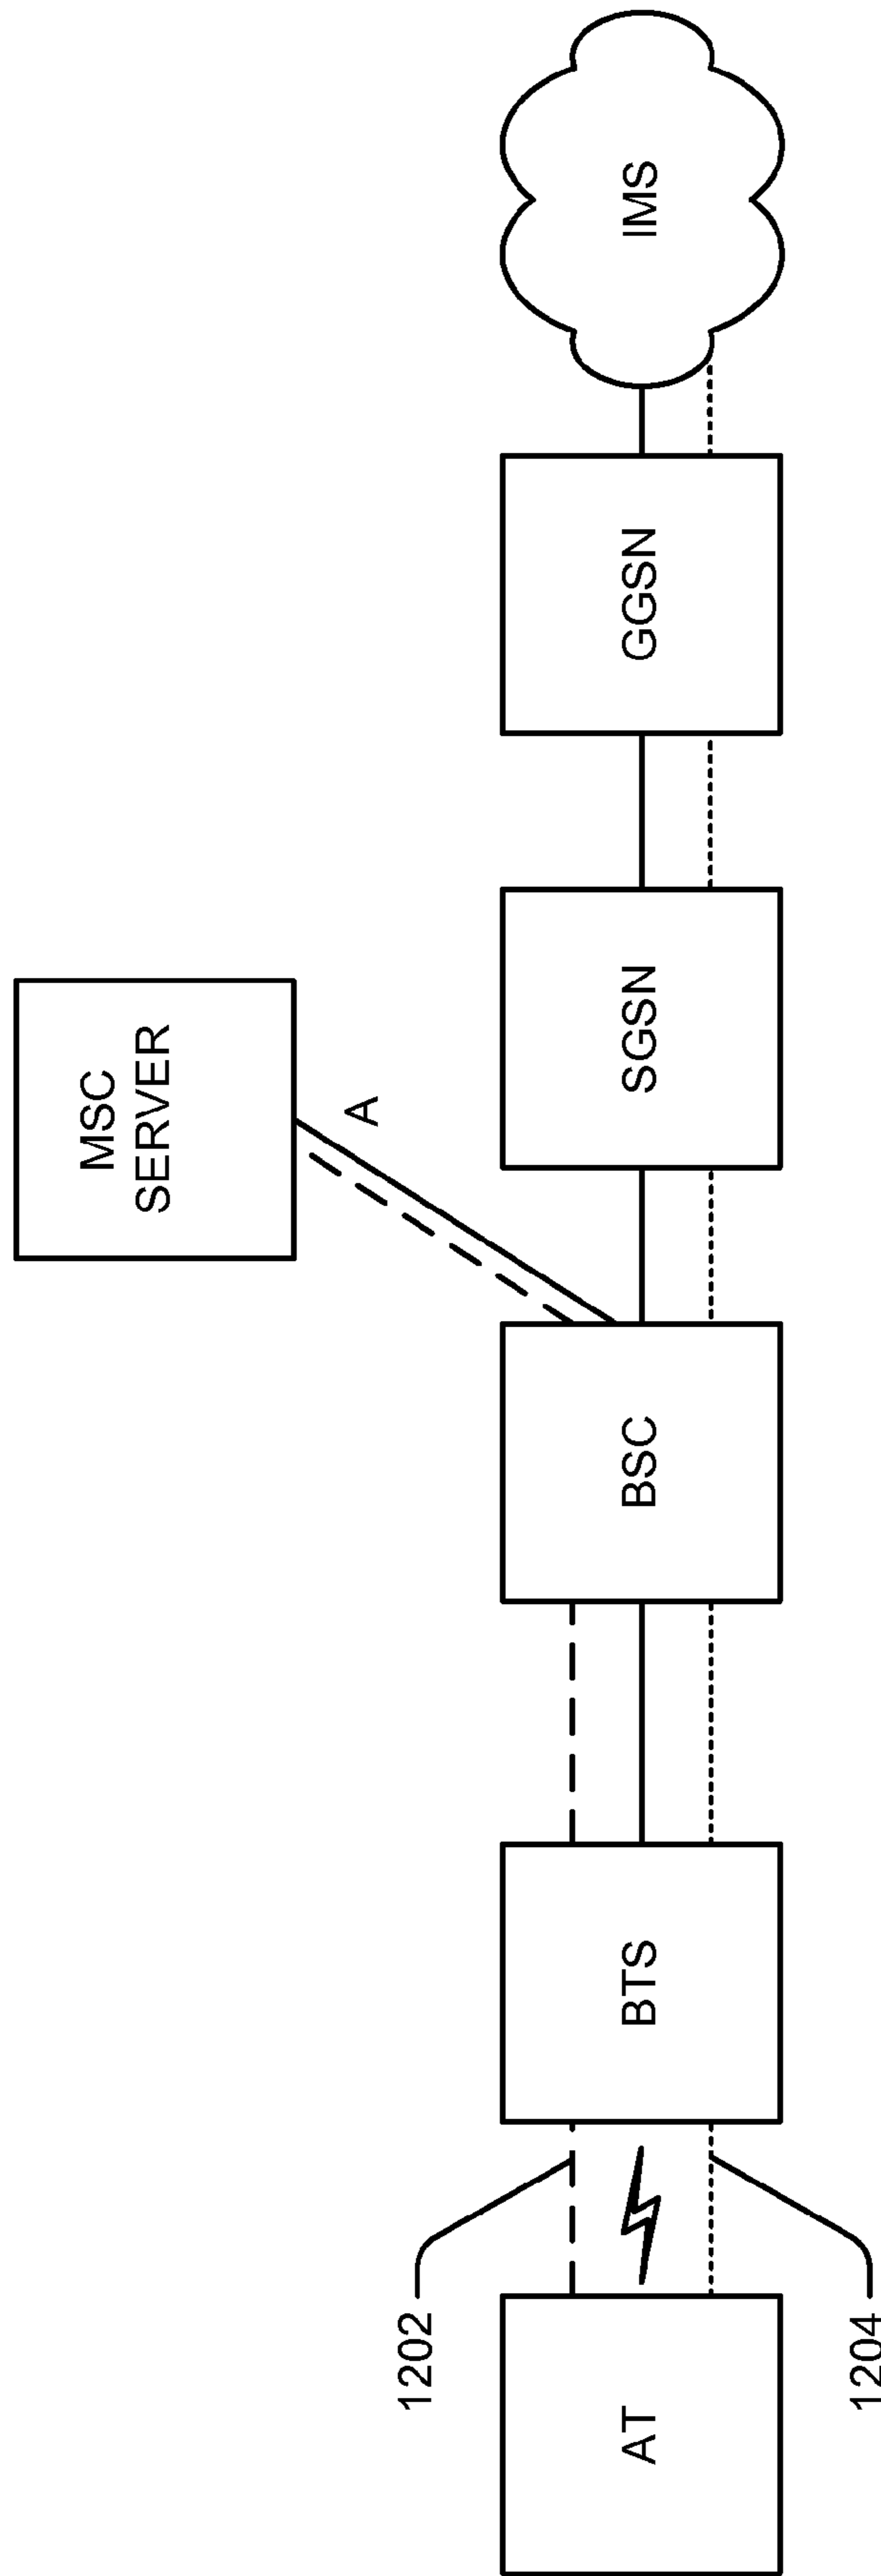 MSC
SERVER
A
1202
AT
BTS
BSC
SGSN
GGSN
IMS
1204